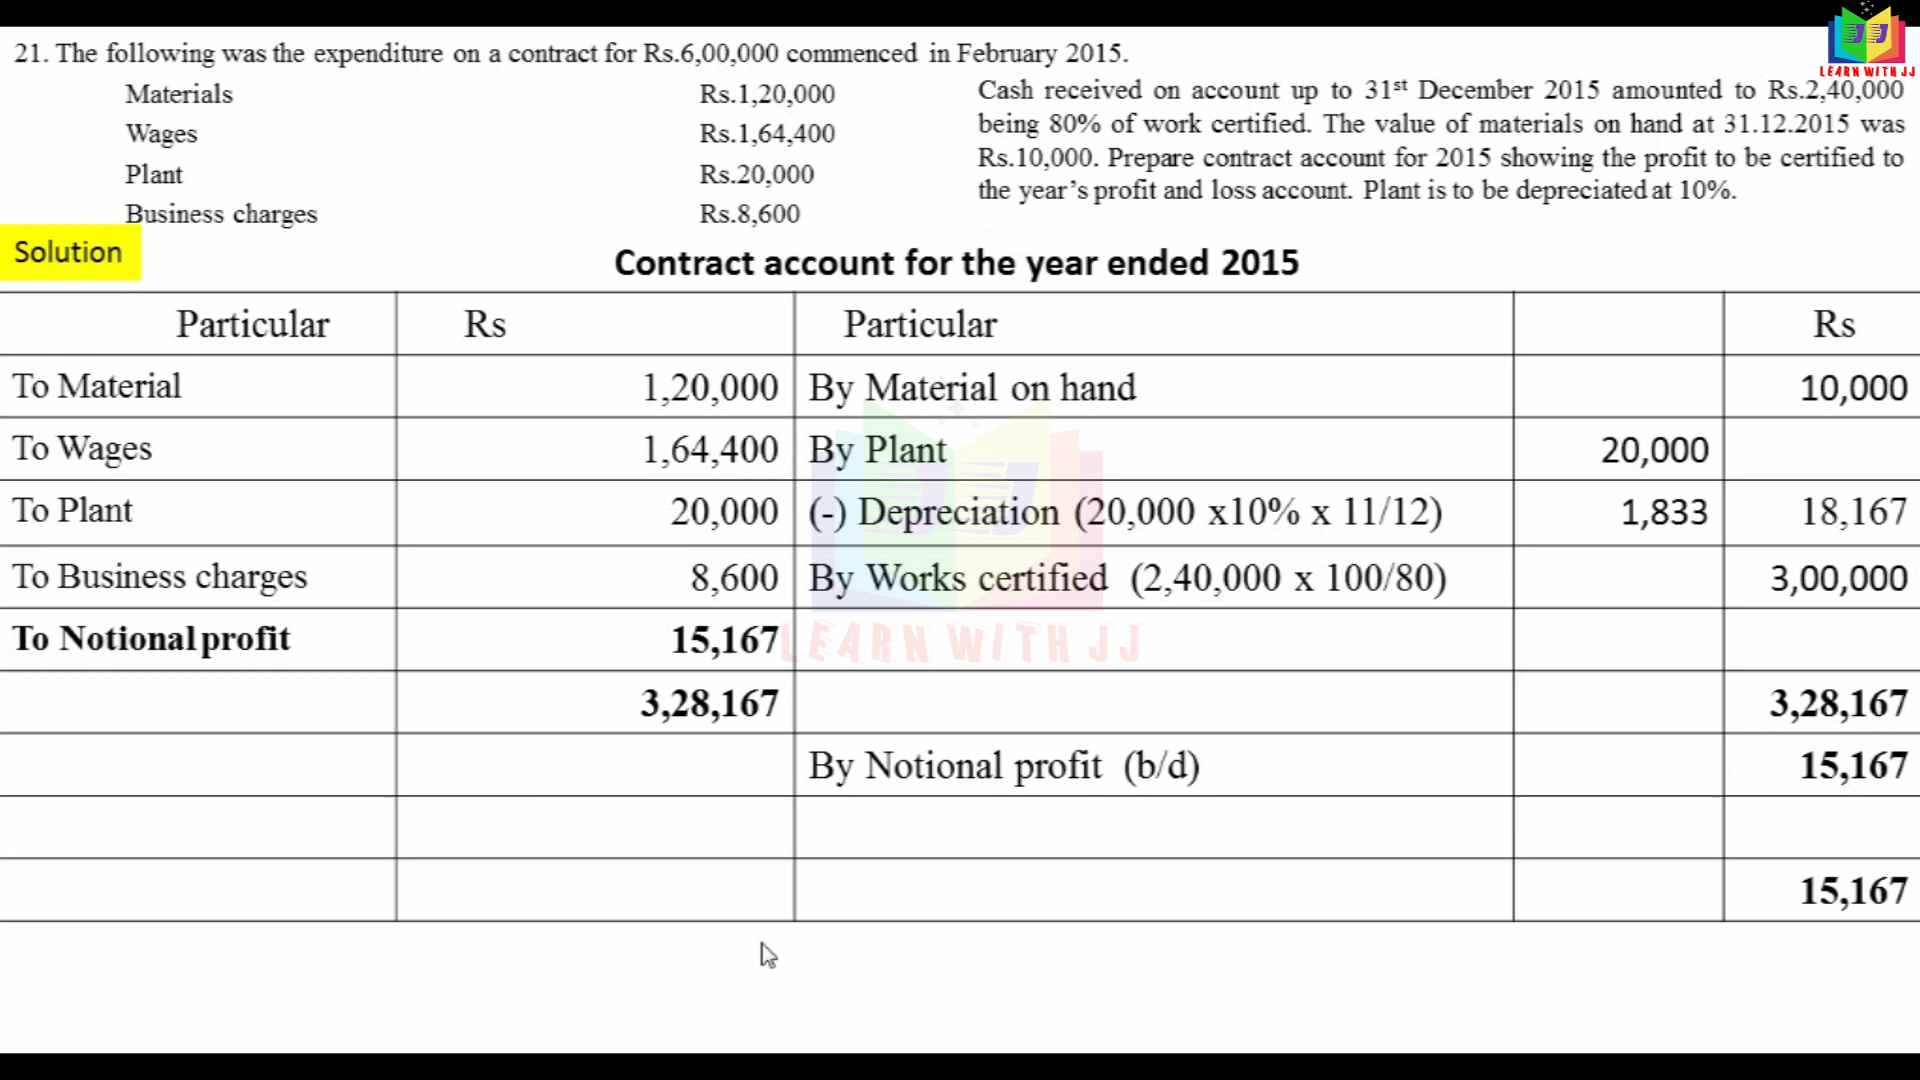 JJ
LEARN WITH JJ
21. The following was the expenditure on a contract for Rs.6,00,000 commenced in February 2015.
Materials Rs.1,20,000
Wages Rs.1,64,400
Plant Rs.20,000
Business charges Rs.8,600
Cash received on account up to 31st December 2015 amounted to Rs.2,40,000
being 80% of work certified. The value of materials on hand at 31.12.2015 was
Rs.10,000. Prepare contract account for 2015 showing the profit to be certified to
the year's profit and loss account. Plant is to be depreciated at 10%.
Solution
Contract account for the year ended 2015
Particular Rs Particular Rs
To Material 1,20,000 By Material on hand 10,000
To Wages 1,64,400 By Plant 20,000
To Plant 20,000 (-) Depreciation (20,000 x10% x 11/12) 1,833 18,167
To Business charges 8,600 By Works certified (2,40,000 x 100/80) 3,00,000
To Notional profit 15,167
3,28,167 3,28,167
By Notional profit (b/d) 15,167
15,167
JJ
LEARN WITH JJ